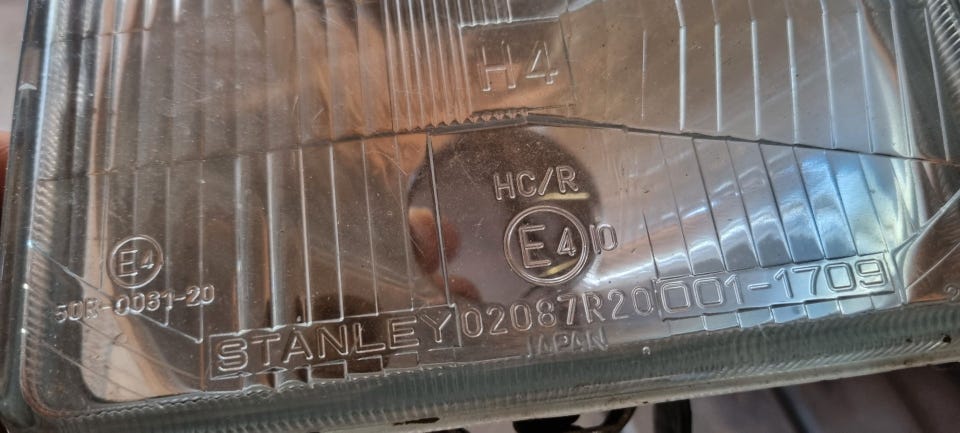 H4
HC/R
E4 10
E4
50R-0031-20
STANLEY 02087R20 001-1709
JAPAN